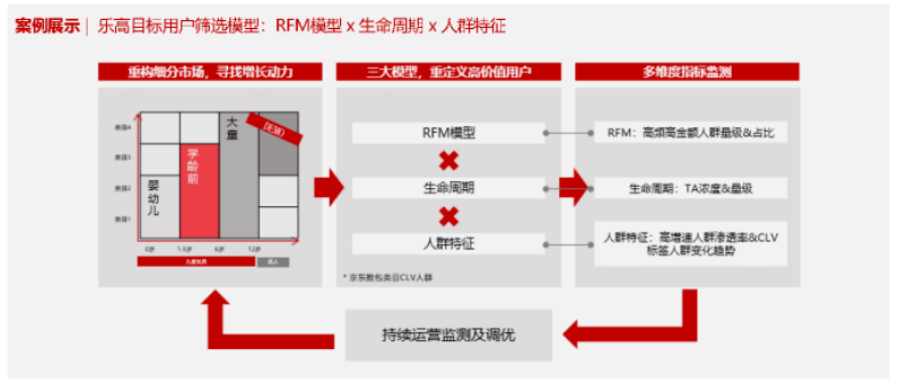 案例展示 | 乐高目标用户筛选模型：RFM模型 x 生命周期 x 人群特征
重构细分市场，寻找增长动力
三大模型，重定义高价值用户
多维度指标监测
类目4
类目3
类目2
类目1
婴幼儿
学龄前
大童
DEMO
0岁
1.5岁
6岁
12岁
儿童玩具
成人
RFM模型
生命周期
人群特征
* 京东数坊类目CLV人群
RFM：高频高金额人群量级&占比
生命周期：TA浓度&量级
人群特征：高增速人群渗透率&CLV
标签人群变化趋势
持续运营监测及调优